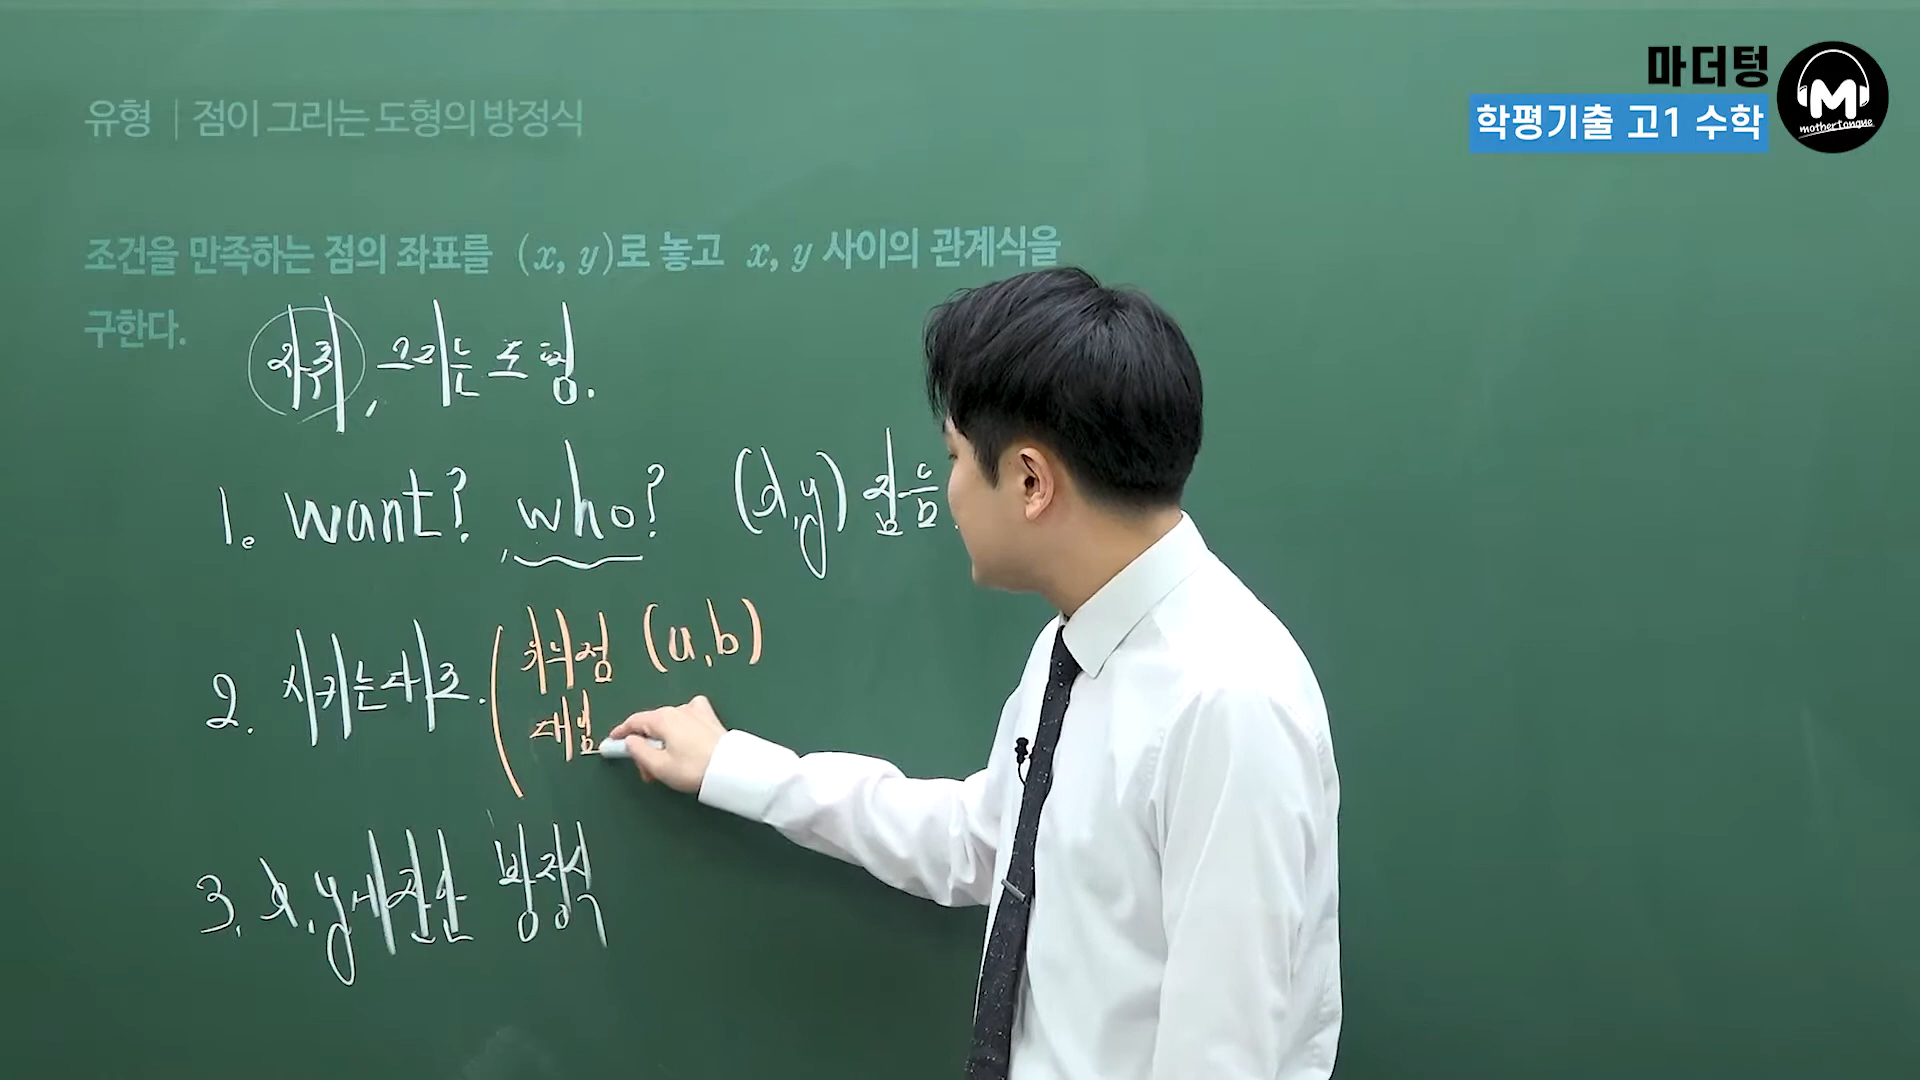 마더텅
학평기출 고1 수학
mothertongue
유형 | 점이 그리는 도형의 방정식
조건을 만족하는 점의 좌표를 (x, y)로 놓고 x, y 사이의 관계식을
구한다.
자취, 그리는 도형.
1. want? who? (x, y) 잡음.
2. 시키는대로. 임의점 (a, b)
대입
3. x, y에 관한 방정식